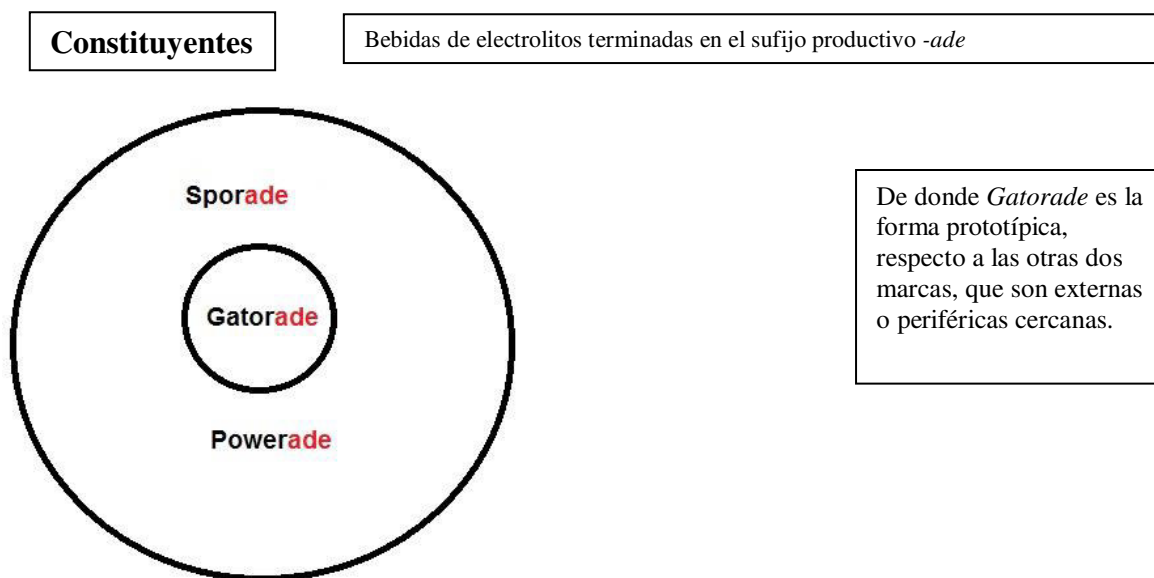 Constituyentes
Bebidas de electrolitos terminadas en el sufijo productivo -ade
Sporade
Gatorade
Powerade
De donde Gatorade es la
forma prototípica,
respecto a las otras dos
marcas, que son externas
o periféricas cercanas.